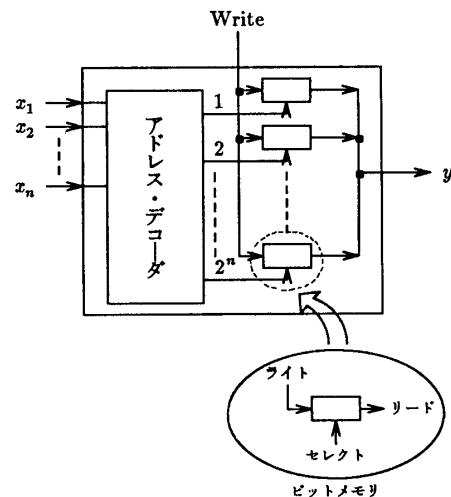 Write
x1
x2
xn
アドレス・デコーダ
1
2
2^n
y
ライト
リード
セレクト
ビットメモリ